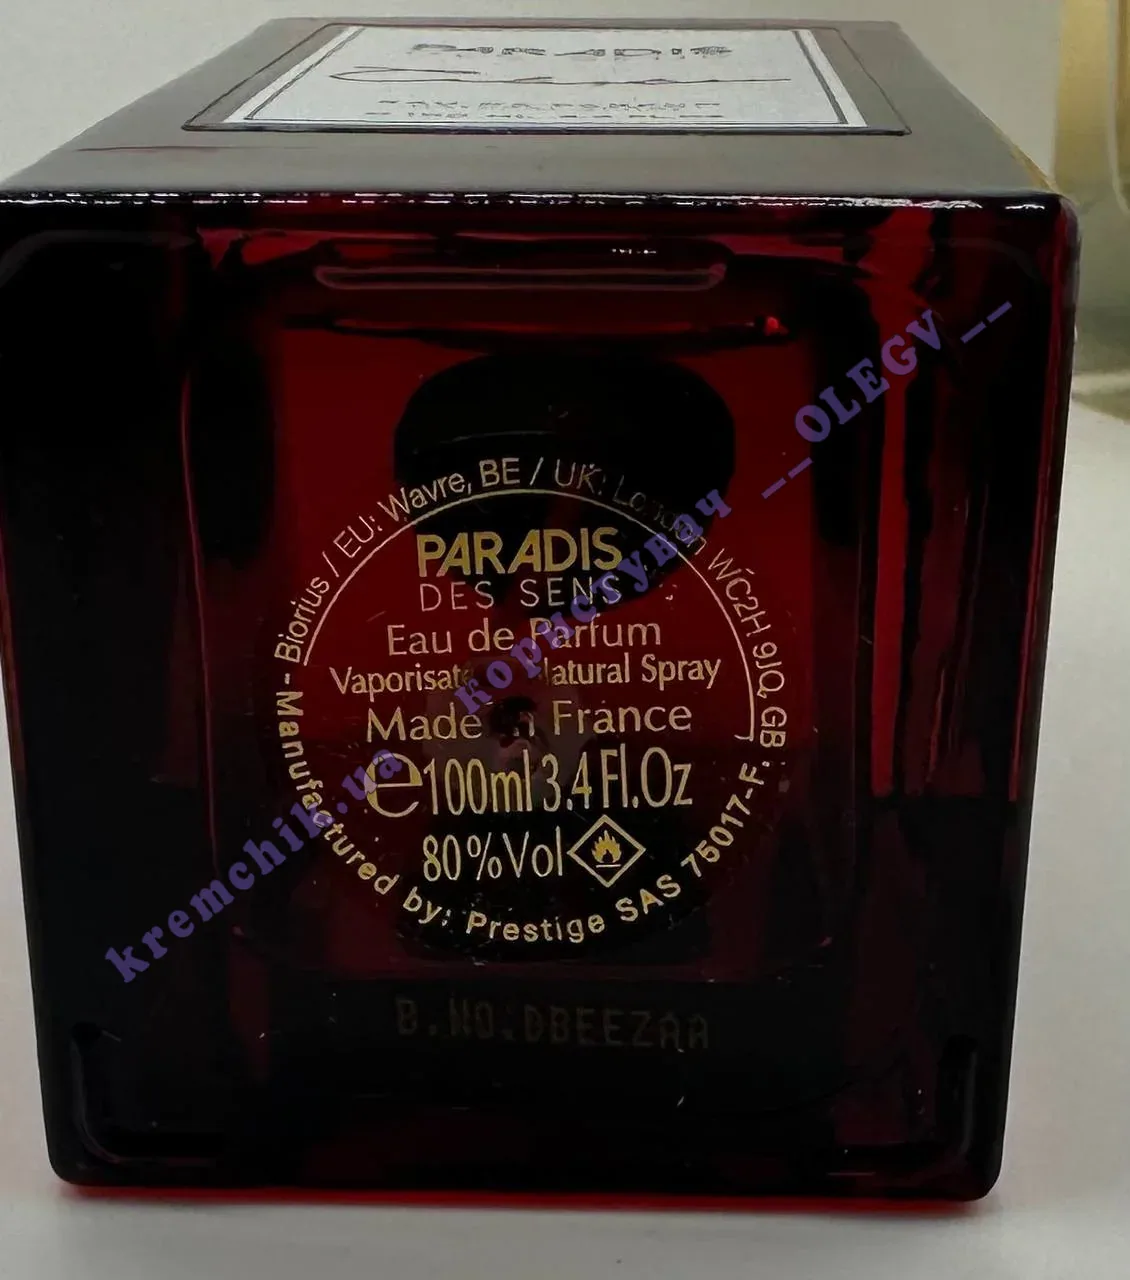 PARADIS
Biorius / EU: Wavre, BE / UK: London WC2H 9JQ GB
PARADIS
DES SENS
Eau de Parfum
Natural Spray
Made in France
e 100ml 3.4 Fl.Oz
80%Vol
- Manufactured by: Prestige SAS 75017-F
B.NO.DBEEZAA
kremchik.ua користувач __OLEGV__